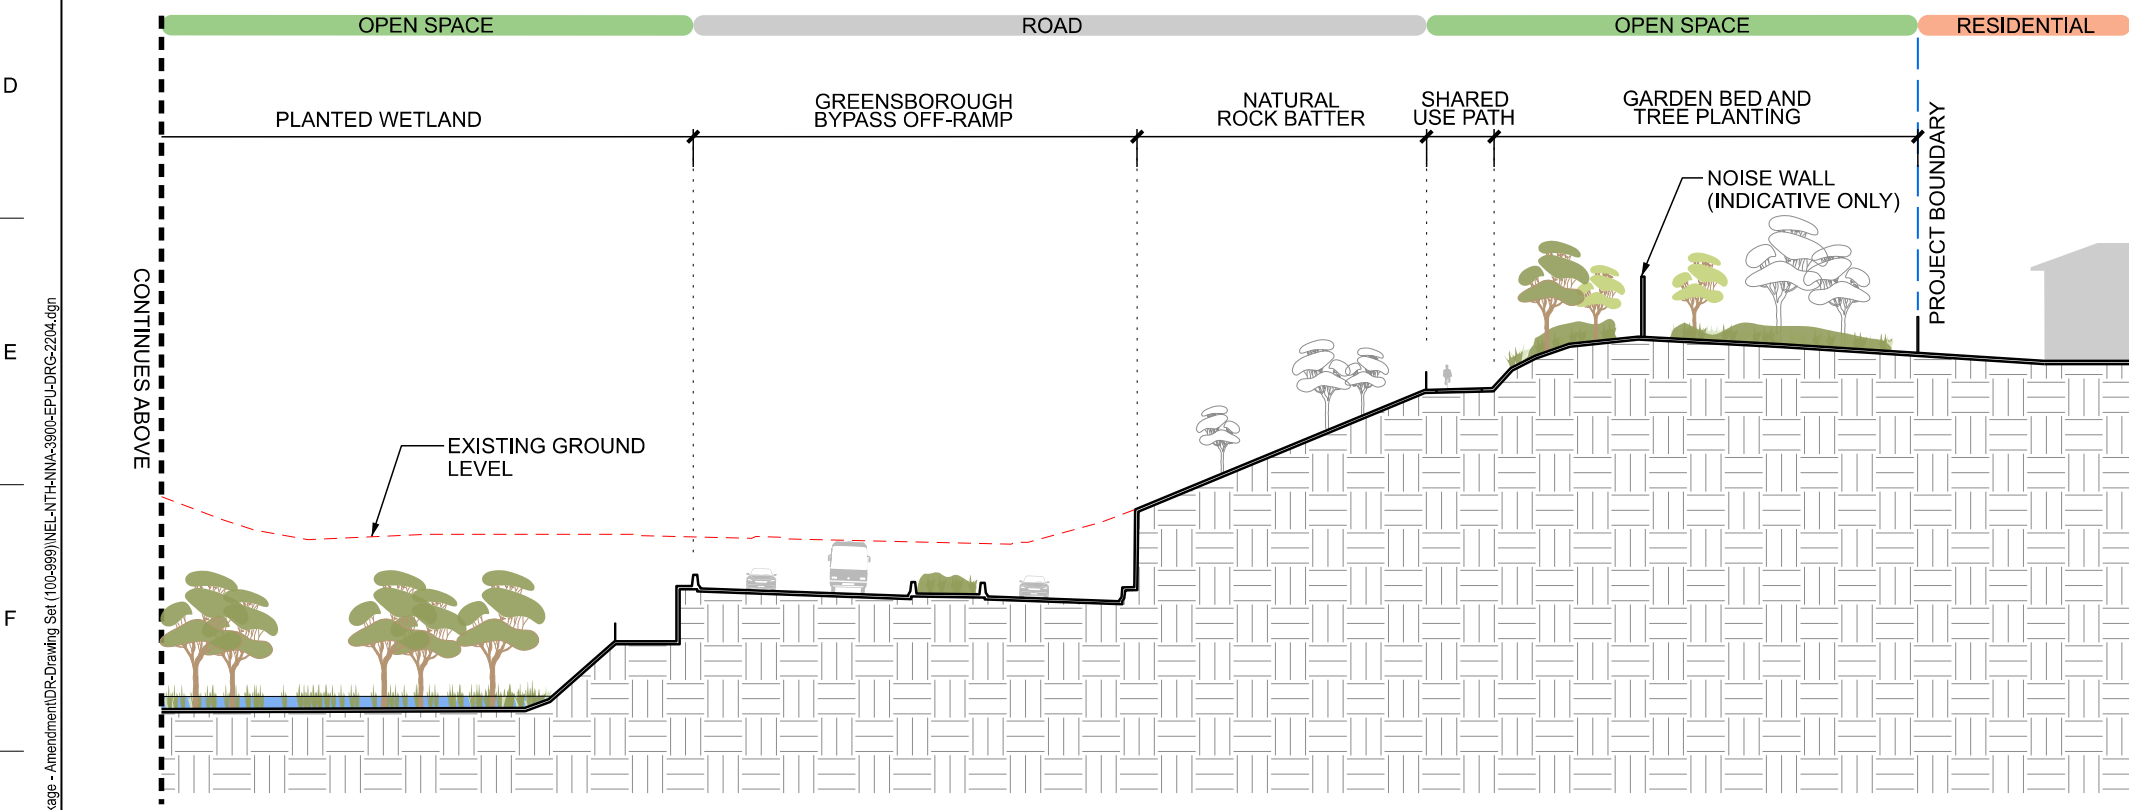 OPEN SPACE
ROAD
OPEN SPACE
RESIDENTIAL
D
PLANTED WETLAND
GREENSBOROUGH
BYPASS OFF-RAMP
NATURAL
ROCK BATTER
SHARED
USE PATH
GARDEN BED AND
TREE PLANTING
PROJECT BOUNDARY
NOISE WALL
(INDICATIVE ONLY)
CONTINUES ABOVE
E
EXISTING GROUND
LEVEL
F
kage - Amendment\DR-Drawing Set (100-999)\NEL-NTH-NNA-3900-EPU-DRG-2204.dgn